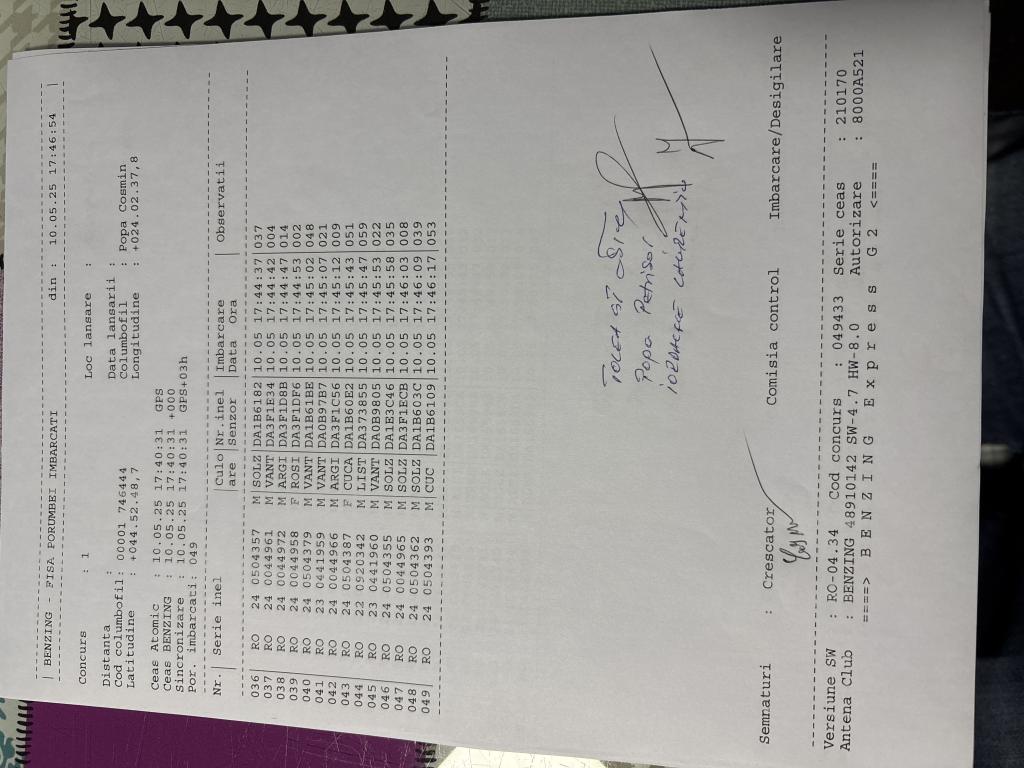 | BENZING - FISA PORUMBEI IMBARCATI din : 10.05.25 17:46:54 |
Concurs : 1 Loc lansare :
Distanta : Data lansarii :
Cod columbofil: 00001 746444 Columbofil : Popa Cosmin
Latitudine : +044.52.48,7 Longitudine : +024.02.37,8
Ceas Atomic : 10.05.25 17:40:31 GPS
Ceas BENZING : 10.05.25 17:40:31 +000
Sincronizare : 10.05.25 17:40:31 GPS+03h
Por. imbarcati: 049
Nr.| Serie inel |Culo Nr.inel |Imbarcare | Observatii
|are |Senzor |Data Ora |
036| RO 24 0504357 M SOLZ DA1B6182 10.05 17:44:37 037
037| RO 24 0044961 M VANT DA3F1E34 10.05 17:44:42 004
038| RO 24 0044972 M ARGI DA3F1D8B 10.05 17:44:47 014
039| RO 24 0044958 F ROSI DA3F1DF6 10.05 17:44:53 002
040| RO 24 0504379 M VANT DA1B61BE 10.05 17:45:02 048
041| RO 23 0441959 M VANT DA0B97B7 10.05 17:45:07 021
042| RO 24 0044966 M ARGI DA3F1C56 10.05 17:45:12 009
043| RO 24 0504387 F CUCA DA1B60E2 10.05 17:45:43 051
044| RO 22 0920342 M LIST DA373855 10.05 17:45:47 059
045| RO 23 0441960 M VANT DA0B9805 10.05 17:45:53 022
046| RO 24 0504355 M SOLZ DA1E3C46 10.05 17:45:58 035
047| RO 24 0044965 M SOLZ DA3F1ECB 10.05 17:46:03 008
048| RO 24 0504362 M SOLZ DA1B603C 10.05 17:46:09 039
049| RO 24 0504393 M CUC DA1B6109 10.05 17:46:17 053
Popa Petrisor
Semnaturi : Crescator Comisia control Imbarcare/Desigilare
Versiune SW : RO-04.34 Cod concurs : 049433 Serie ceas : 210170
Antena Club : BENZING 48910142 SW-4.7 HW-8.0 Autorizare : 8000A521
====> B E N Z I N G E x p r e s s G 2 <====